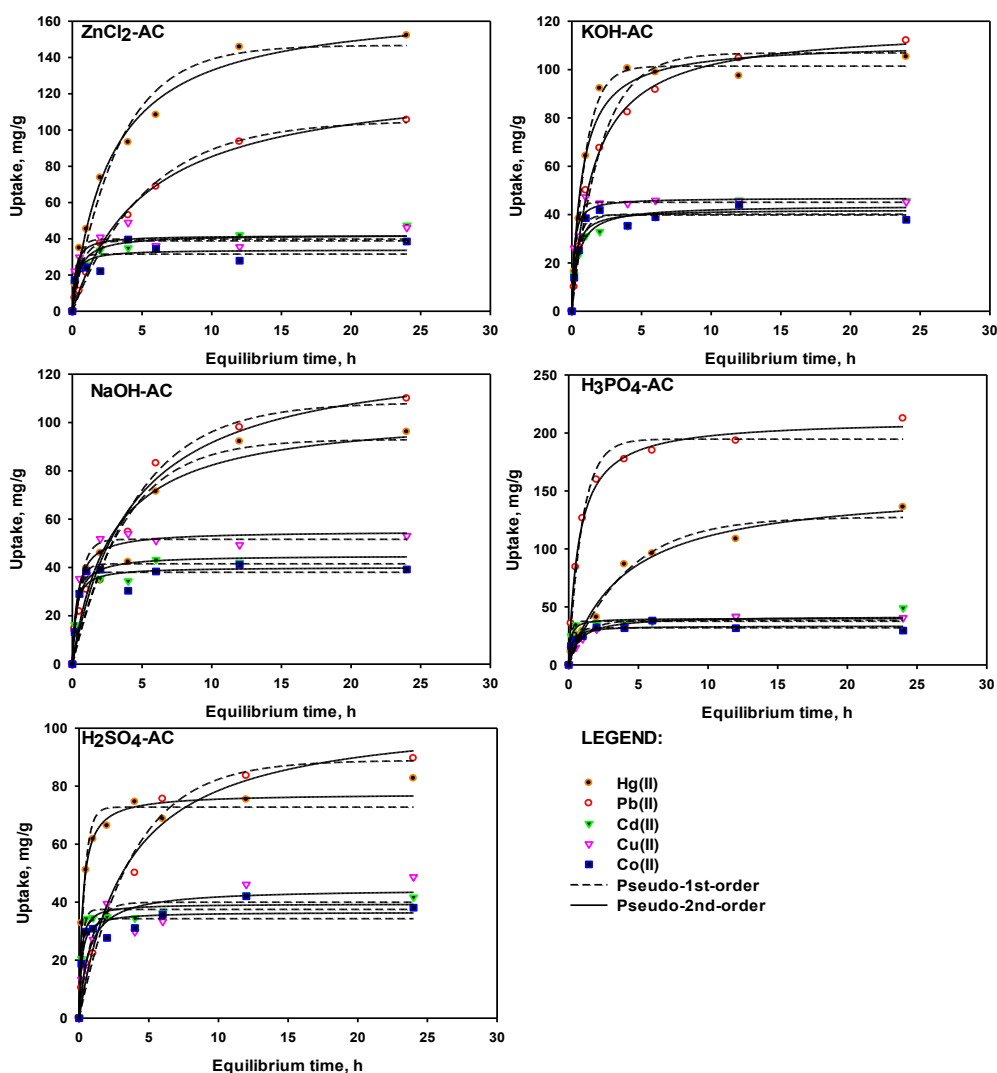 ZnCl2-AC
Uptake, mg/g
160
140
120
100
80
60
40
20
0
0 5 10 15 20 25 30
Equilibrium time, h
KOH-AC
Uptake, mg/g
120
100
80
60
40
20
0
0 5 10 15 20 25 30
Equilibrium time, h
NaOH-AC
Uptake, mg/g
120
100
80
60
40
20
0
0 5 10 15 20 25 30
Equilibrium time, h
H3PO4-AC
Uptake, mg/g
250
200
150
100
50
0
0 5 10 15 20 25 30
Equilibrium time, h
H2SO4-AC
Uptake, mg/g
100
80
60
40
20
0
0 5 10 15 20 25 30
Equilibrium time, h
LEGEND:
Hg(II)
Pb(II)
Cd(II)
Cu(II)
Co(II)
Pseudo-1st-order
Pseudo-2nd-order